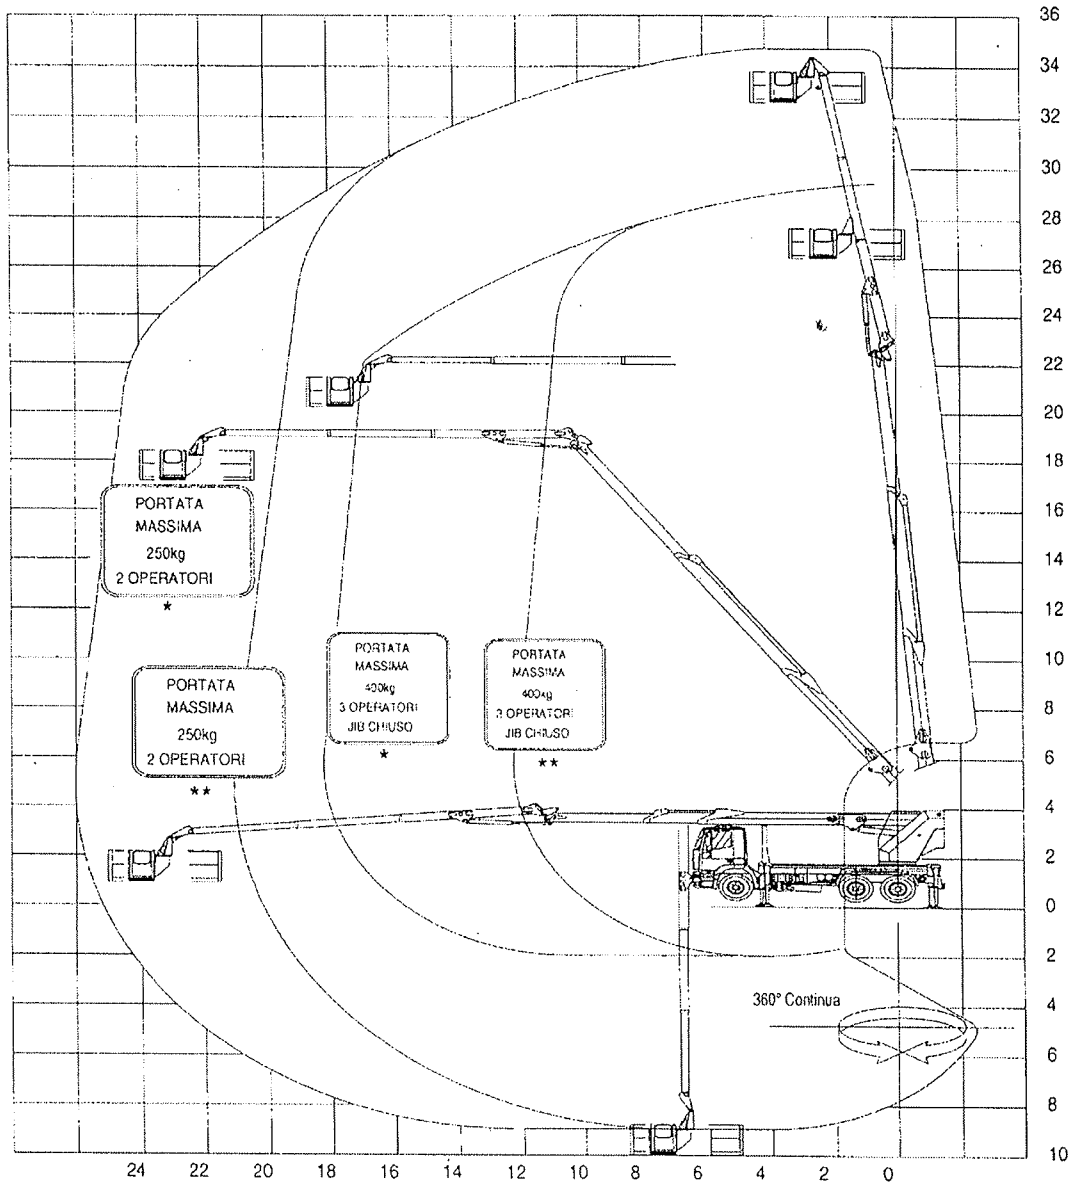 36
34
32
30
28
26
24
22
20
18
16
14
12
10
8
6
4
2
0
2
4
6
8
10
PORTATA
MASSIMA
250kg
2 OPERATORI
*
PORTATA
MASSIMA
250kg
2 OPERATORI
**
PORTATA
MASSIMA
400kg
3 OPERATORI
JIB CHIUSO
*
PORTATA
MASSIMA
400kg
3 OPERATORI
JIB CHIUSO
**
360° Continua
24 22 20 18 16 14 12 10 8 6 4 2 0